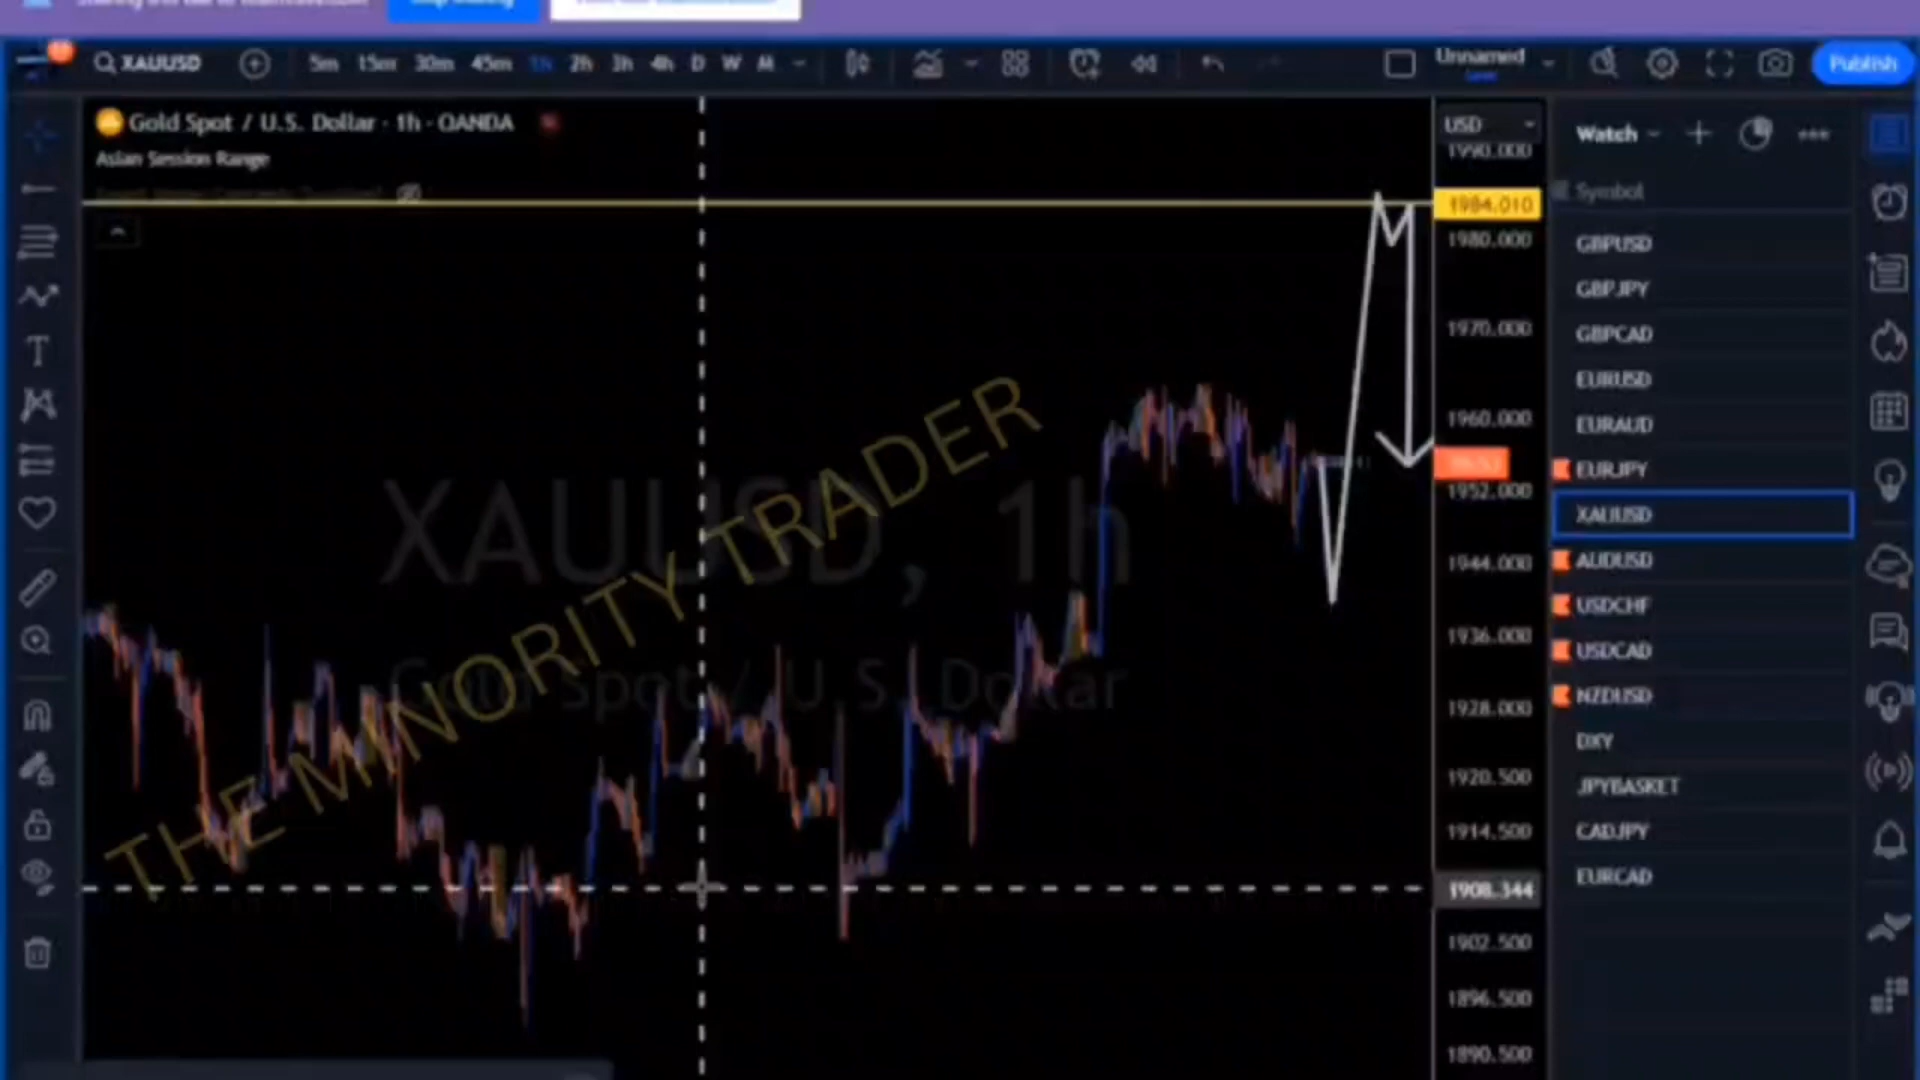 XAUUSD 5m 15m 30m 45m 1h 2h 3h 4h D W M Unnamed Publish
Gold Spot / U.S. Dollar · 1h · OANDA
Asian Session Range
USD
1990.000
1984.010
1980.000
1970.000
1960.000
1952.000
1944.000
1936.000
1928.000
1920.500
1914.500
1908.344
1902.500
1896.500
1890.500
XAUUSD, 1h
Gold Spot / U.S. Dollar
THE MINORITY TRADER
Watch
Symbol
GBPUSD
GBPJPY
GBPCAD
EURUSD
EURAUD
EURJPY
XAUUSD
AUDUSD
USDCHF
USDCAD
NZDUSD
DXY
JPYBASKET
CADJPY
EURCAD